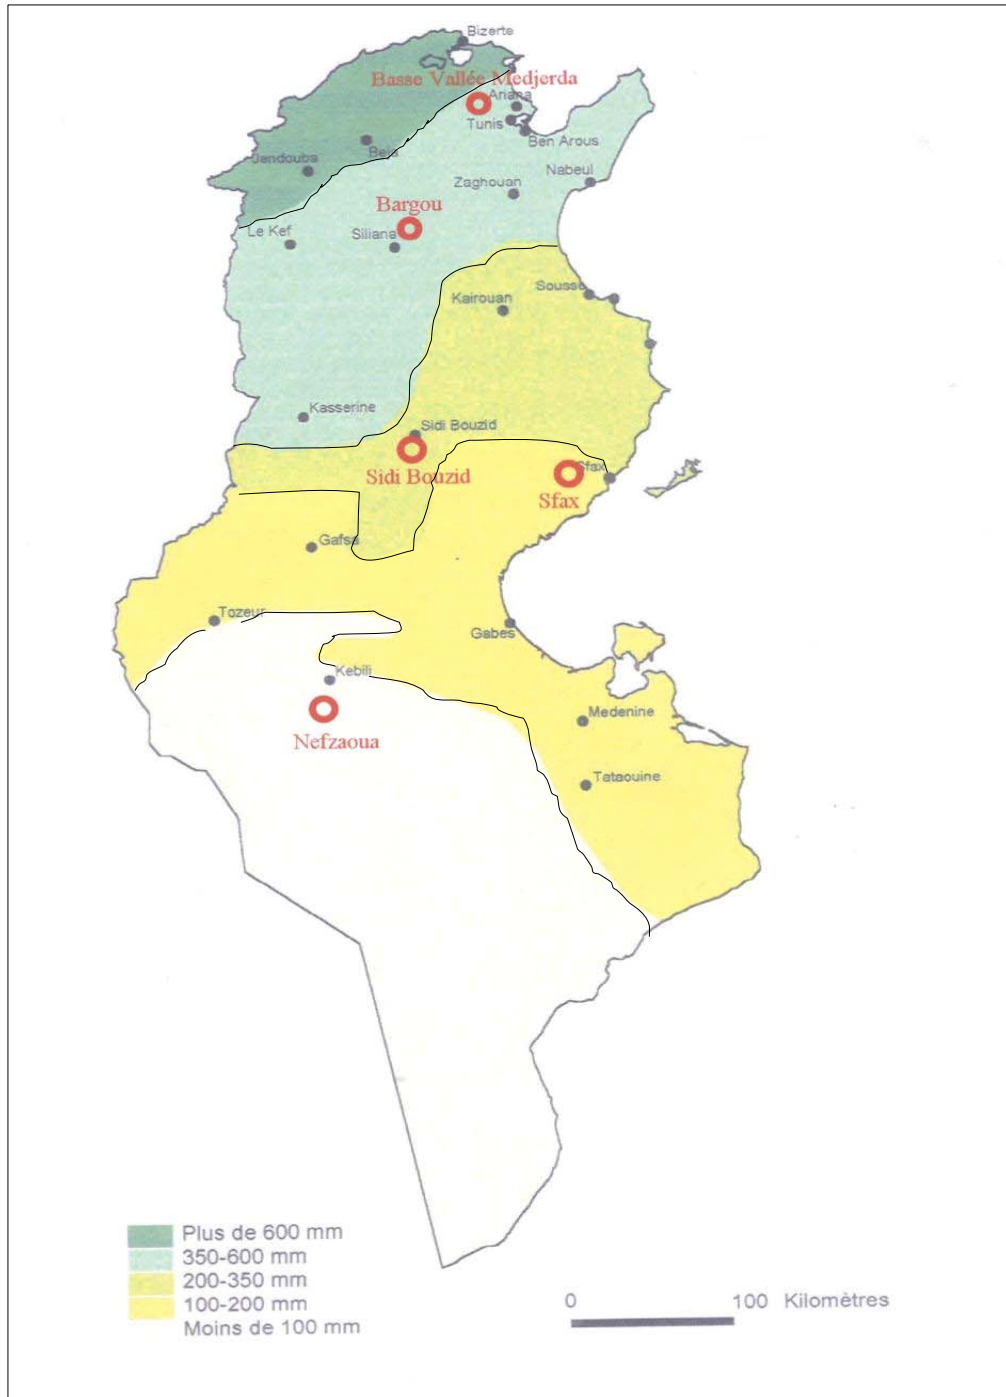 Bizerte
Basse Vallée Medjerda
Ariana
Tunis
Ben Arous
Beja
Jendouba
Nabeul
Zaghouan
Bargou
Le Kef
Siliana
Sousse
Kairouan
Kasserine
Sidi Bouzid
Sidi Bouzid
Sfax
Sfax
Gafsa
Tozeur
Gabes
Kebili
Medenine
Nefzaoua
Tataouine
Plus de 600 mm
350-600 mm
200-350 mm
100-200 mm
Moins de 100 mm
0 100 Kilomètres